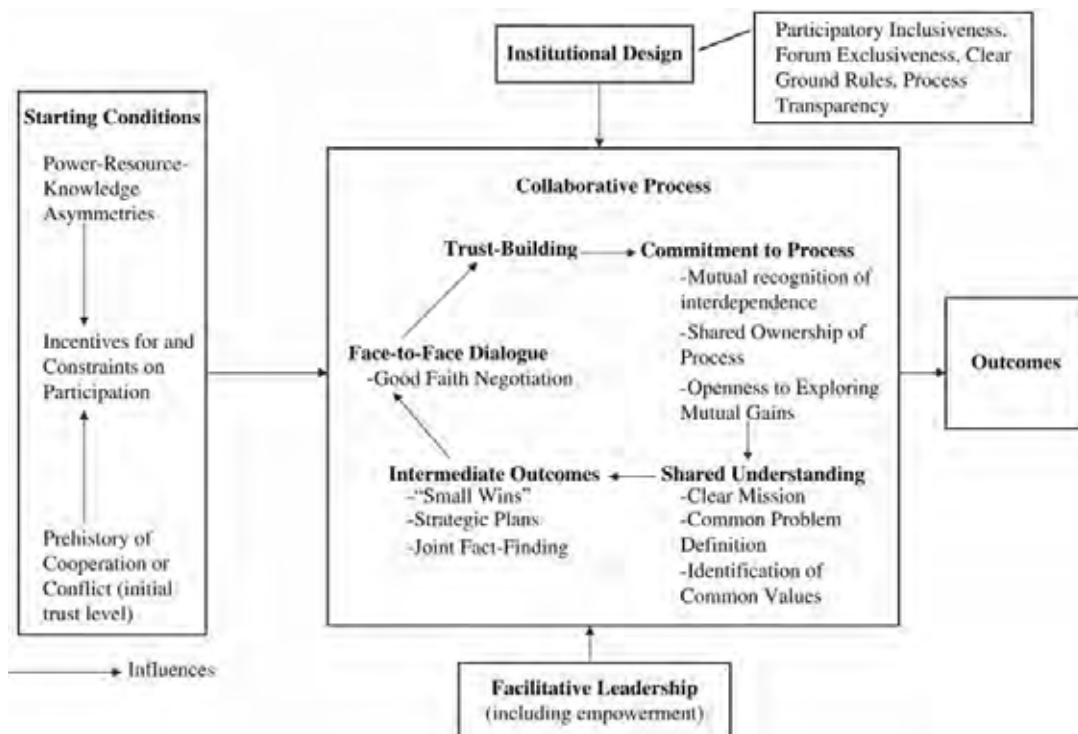 Institutional Design
Participatory Inclusiveness,
Forum Exclusiveness, Clear
Ground Rules, Process
Transparency
Starting Conditions
Power-Resource-
Knowledge
Asymmetries
Incentives for and
Constraints on
Participation
Prehistory of
Cooperation or
Conflict (initial
trust level)
Influences
Collaborative Process
Trust-Building
Commitment to Process
-Mutual recognition of
interdependence
-Shared Ownership of
Process
-Openness to Exploring
Mutual Gains
Face-to-Face Dialogue
-Good Faith Negotiation
Intermediate Outcomes
-“Small Wins”
-Strategic Plans
-Joint Fact-Finding
Shared Understanding
-Clear Mission
-Common Problem
Definition
-Identification of
Common Values
Outcomes
Facilitative Leadership
(including empowerment)